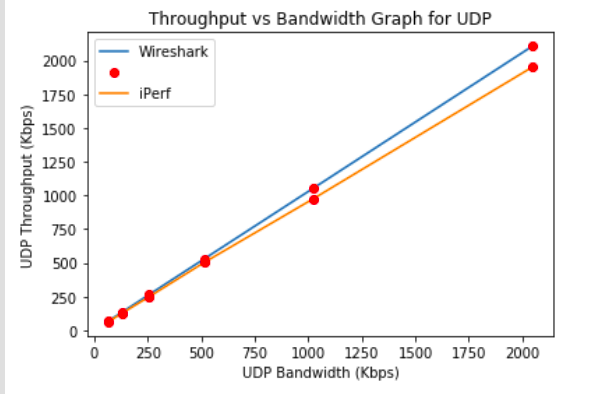 Throughput vs Bandwidth Graph for UDP
Wireshark
iPerf
UDP Throughput (Kbps)
2000
1750
1500
1250
1000
750
500
250
0
0 250 500 750 1000 1250 1500 1750 2000
UDP Bandwidth (Kbps)